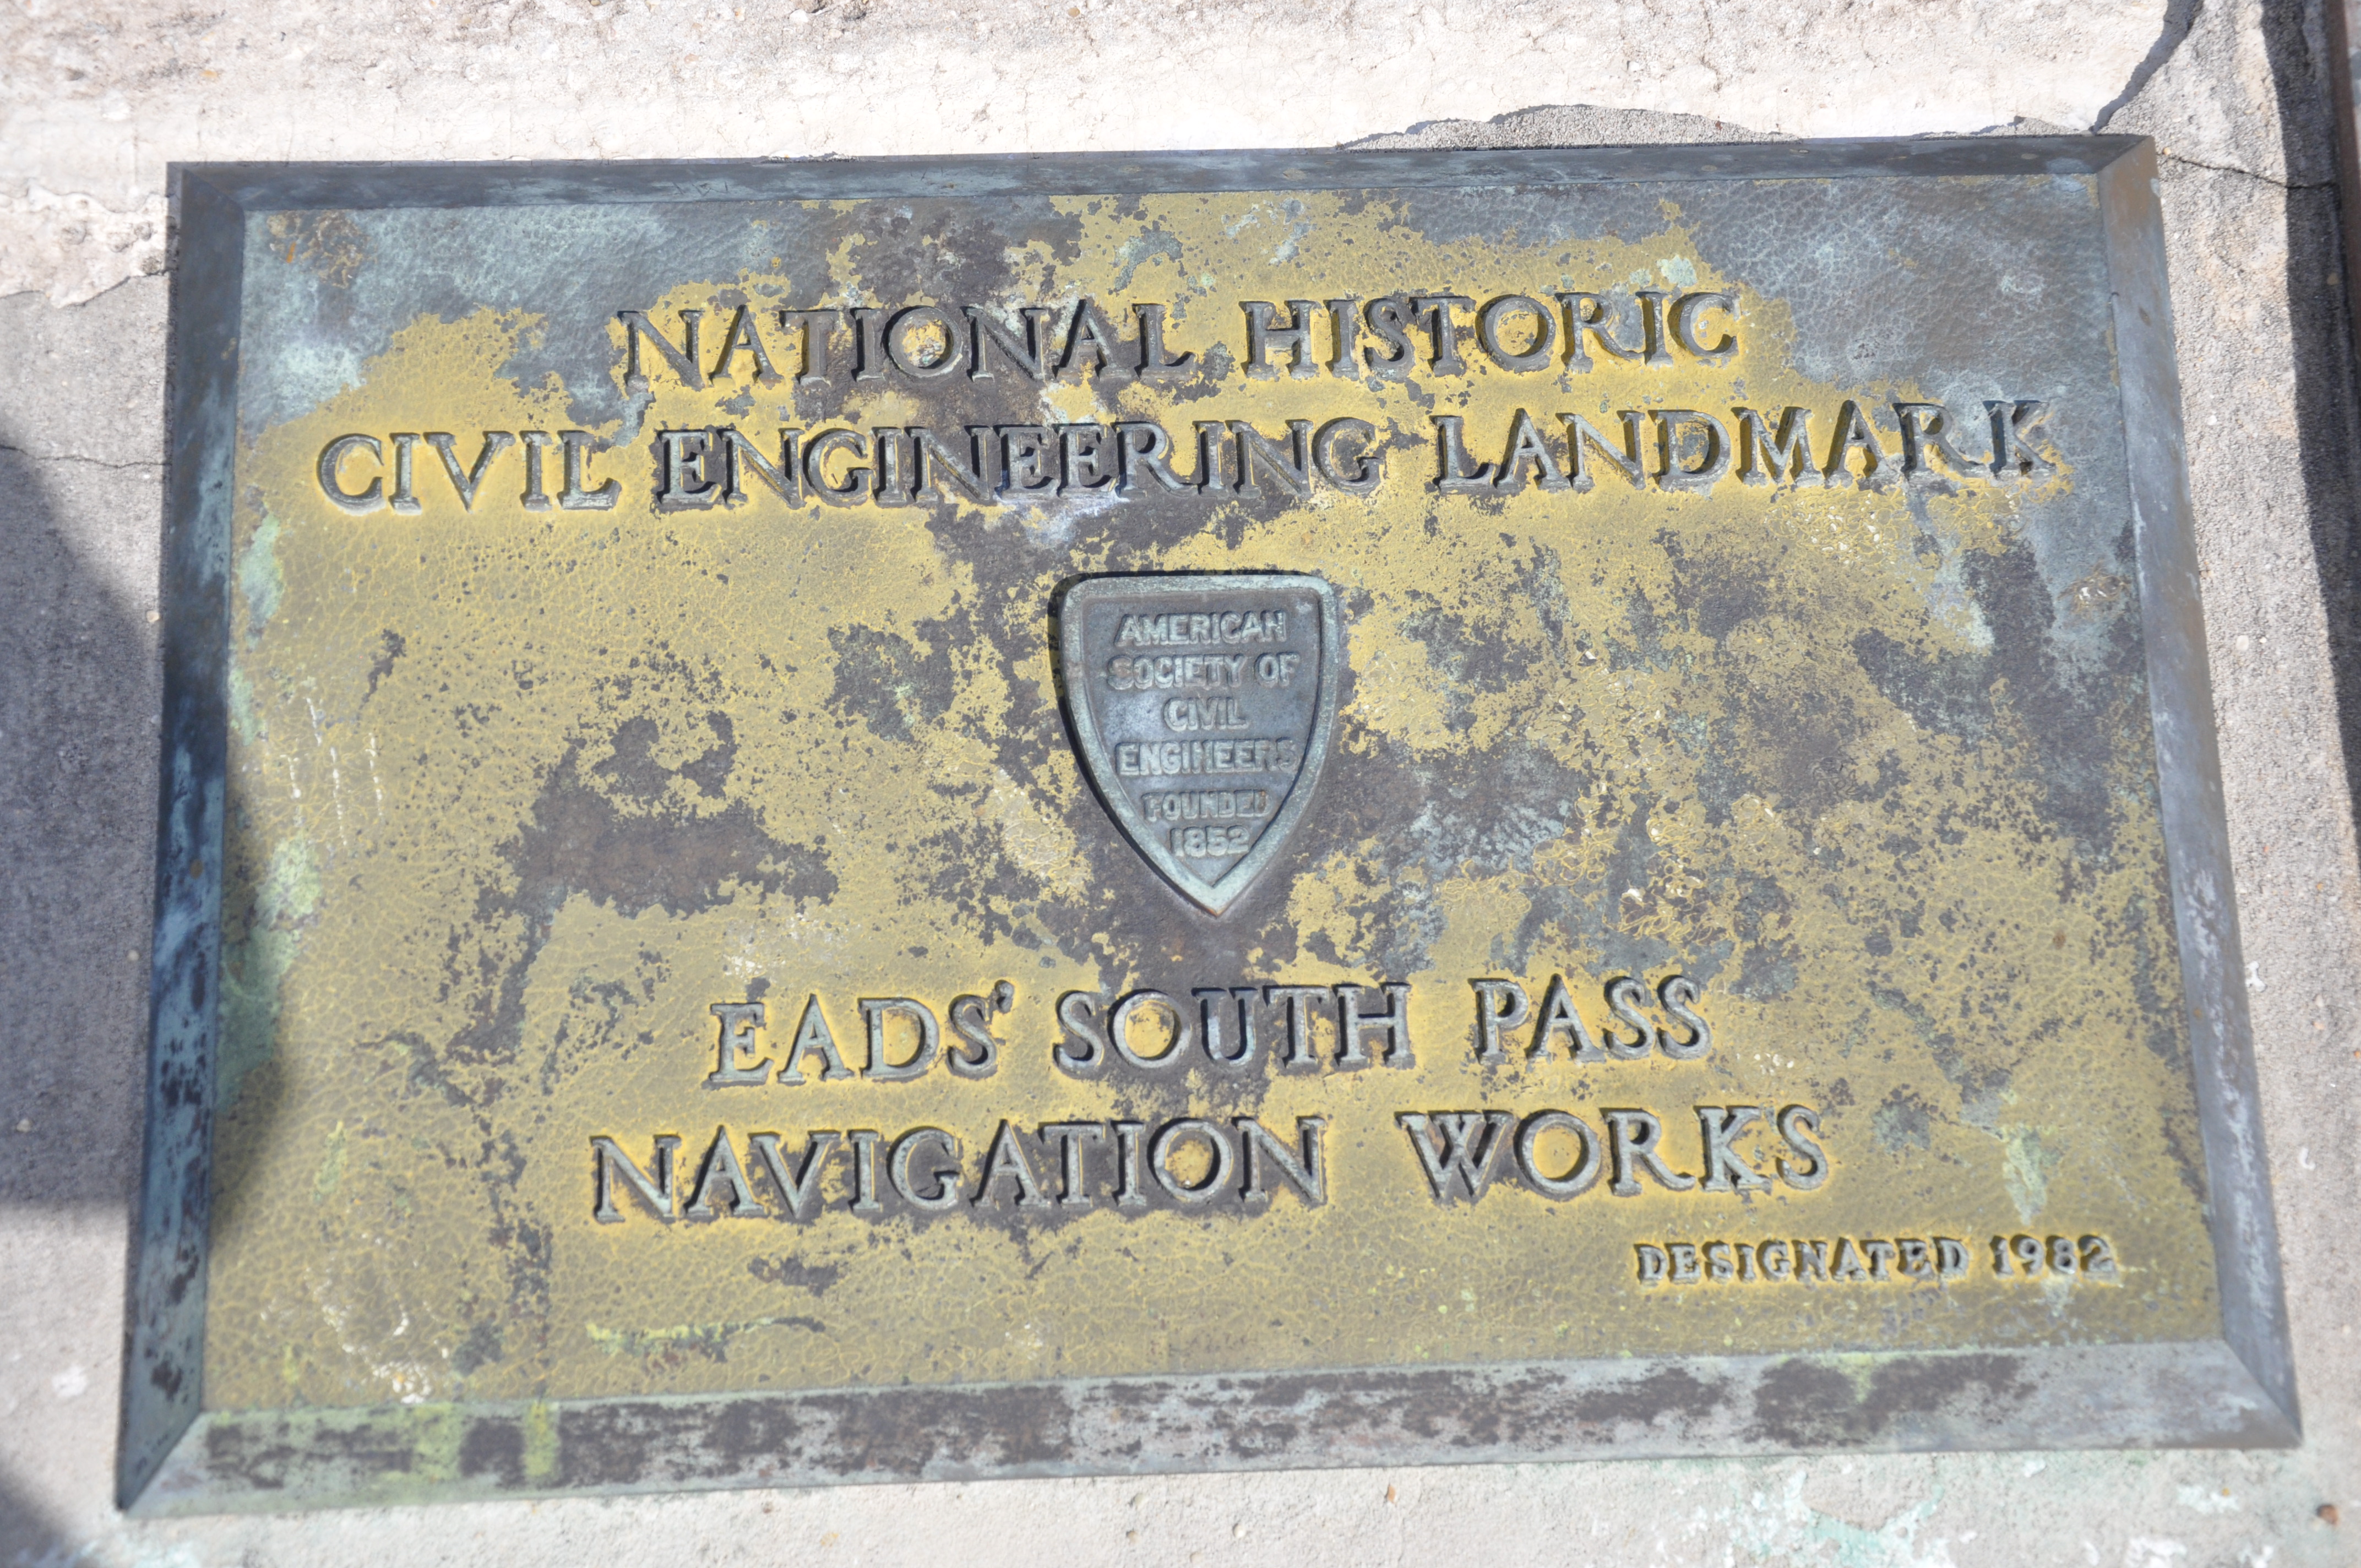 NATIONAL HISTORIC
CIVIL ENGINEERING LANDMARK
AMERICAN
SOCIETY OF
CIVIL
ENGINEERS
FOUNDED
1852
EADS' SOUTH PASS
NAVIGATION WORKS
DESIGNATED 1982